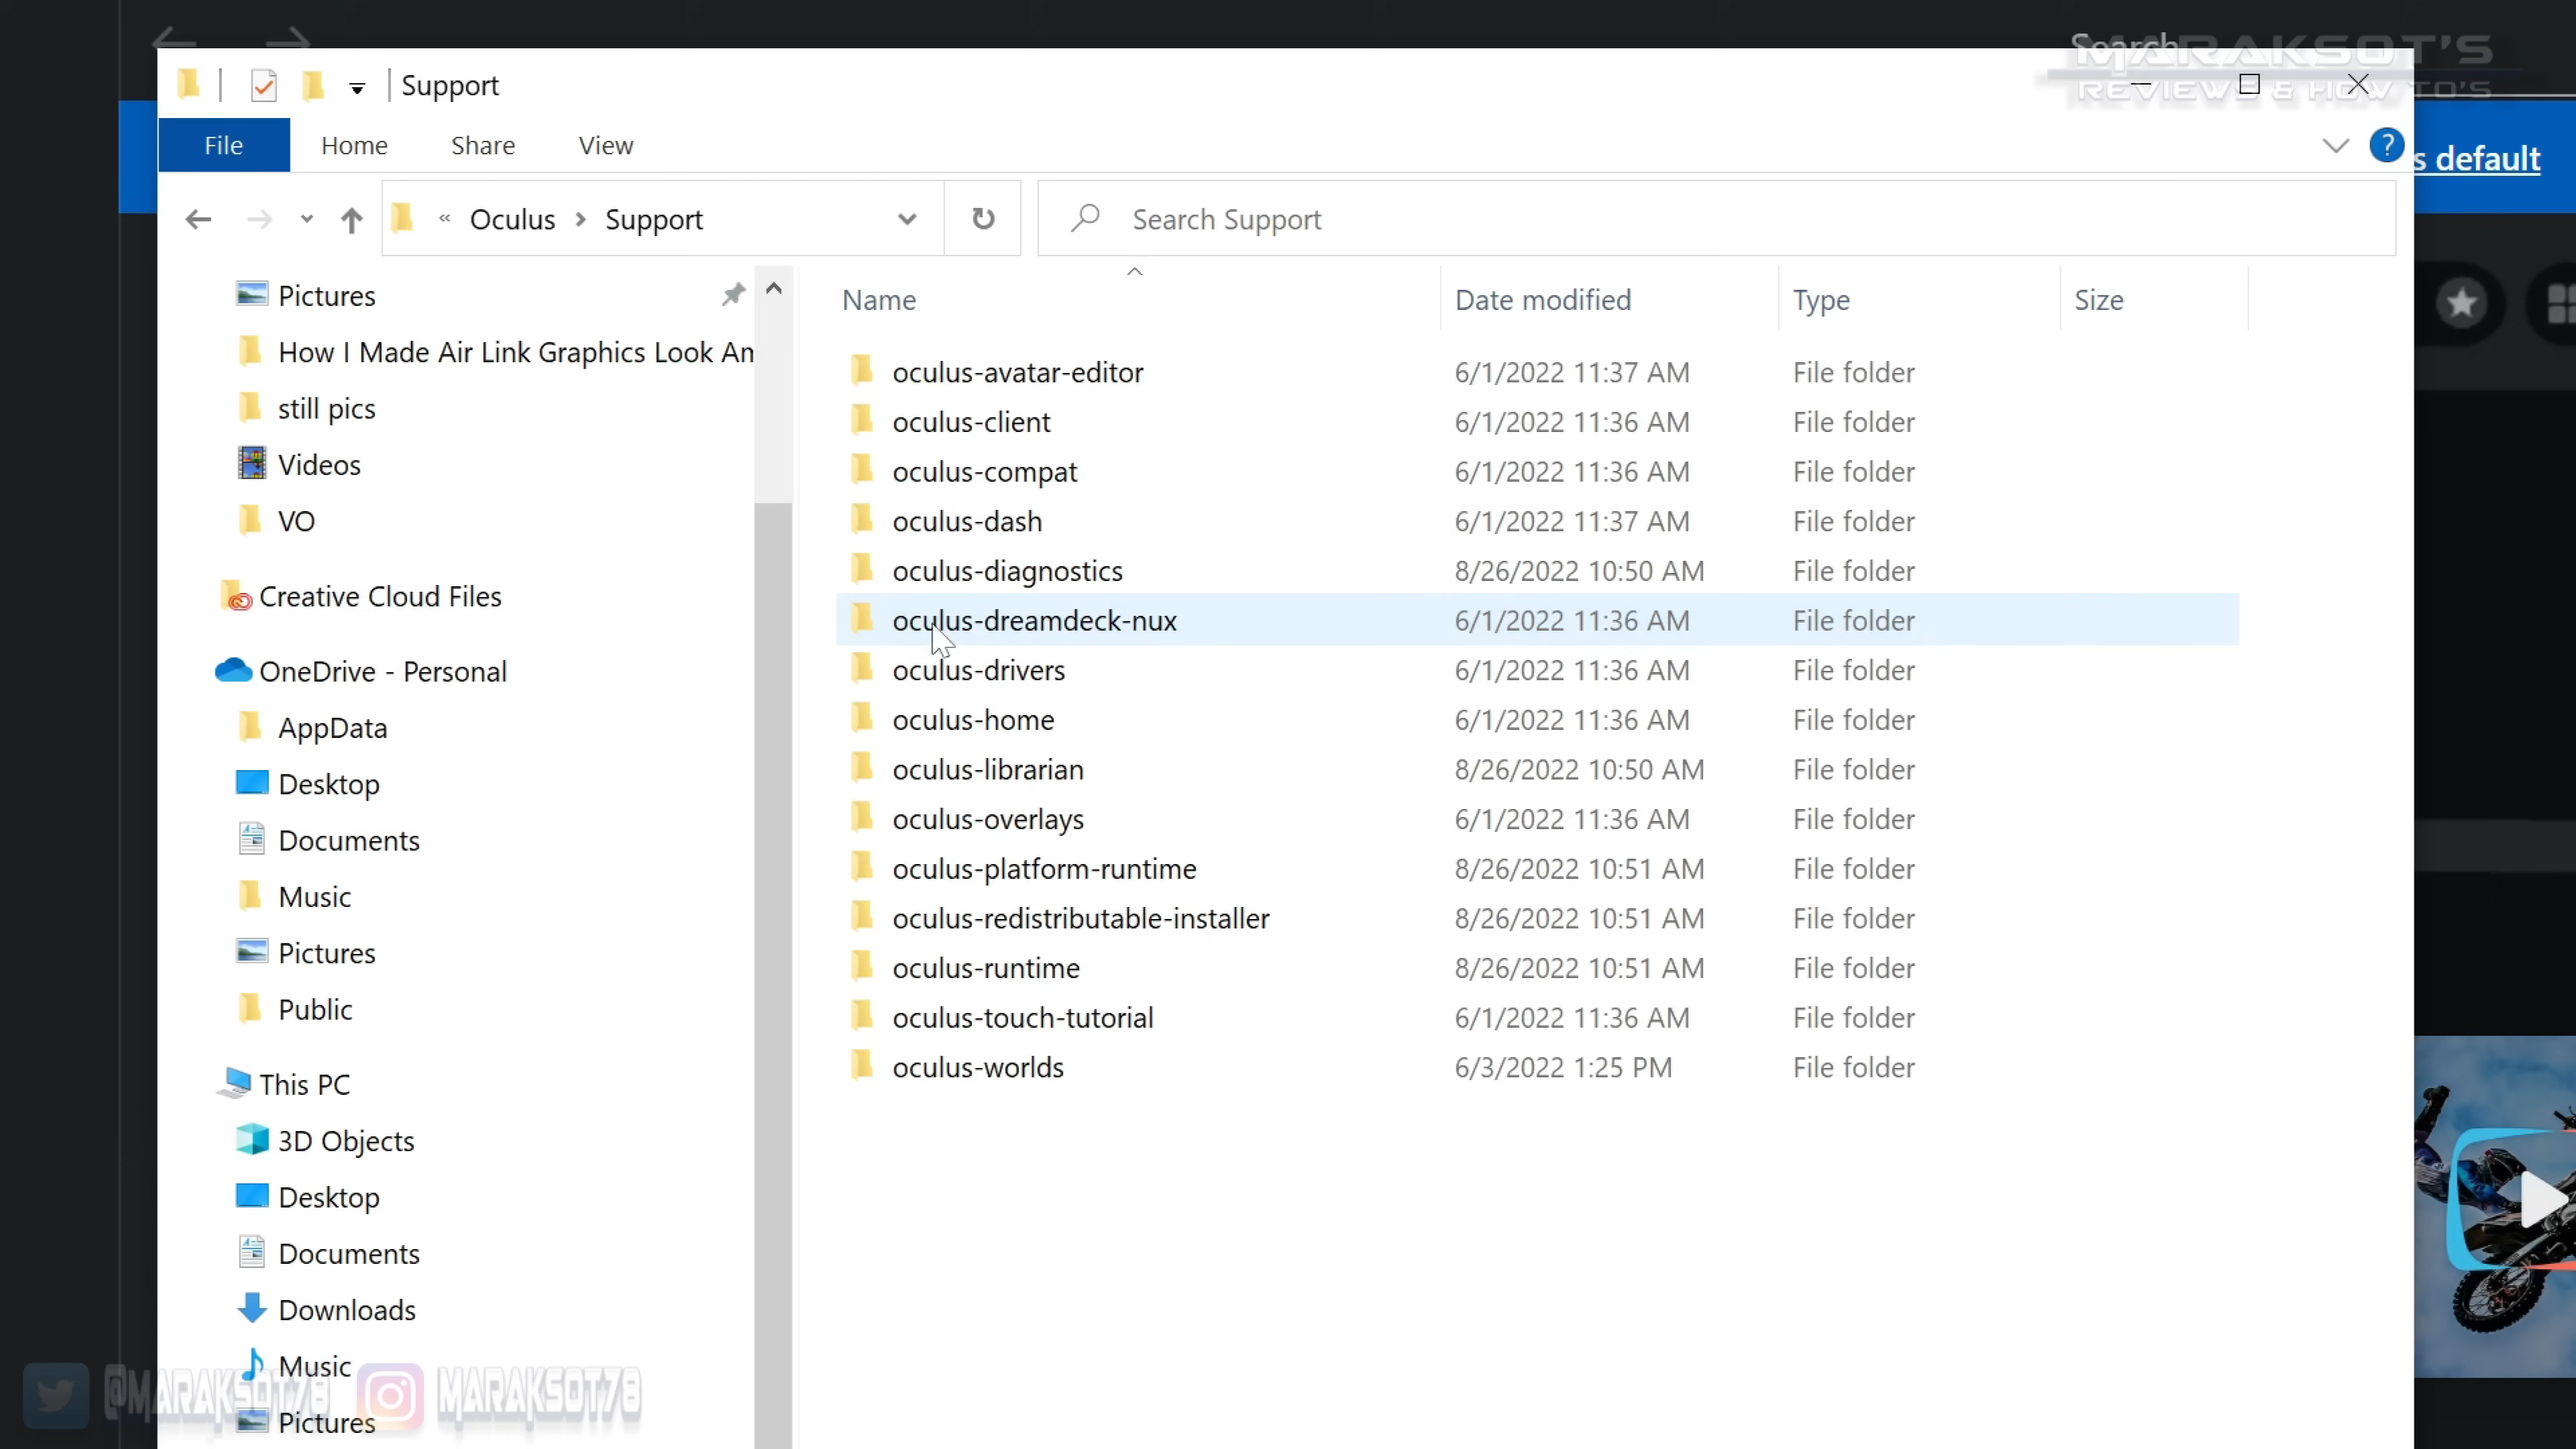 Search
MARAKSOT'S
REVIEWS & HOW TO'S
Support
File Home Share View
s default
« Oculus > Support
Search Support
Name Date modified Type Size
Pictures
How I Made Air Link Graphics Look Am
still pics
Videos
VO
Creative Cloud Files
OneDrive - Personal
AppData
Desktop
Documents
Music
Pictures
Public
This PC
3D Objects
Desktop
Documents
Downloads
Music
Pictures
oculus-avatar-editor 6/1/2022 11:37 AM File folder
oculus-client 6/1/2022 11:36 AM File folder
oculus-compat 6/1/2022 11:36 AM File folder
oculus-dash 6/1/2022 11:37 AM File folder
oculus-diagnostics 8/26/2022 10:50 AM File folder
oculus-dreamdeck-nux 6/1/2022 11:36 AM File folder
oculus-drivers 6/1/2022 11:36 AM File folder
oculus-home 6/1/2022 11:36 AM File folder
oculus-librarian 8/26/2022 10:50 AM File folder
oculus-overlays 6/1/2022 11:36 AM File folder
oculus-platform-runtime 8/26/2022 10:51 AM File folder
oculus-redistributable-installer 8/26/2022 10:51 AM File folder
oculus-runtime 8/26/2022 10:51 AM File folder
oculus-touch-tutorial 6/1/2022 11:36 AM File folder
oculus-worlds 6/3/2022 1:25 PM File folder
@MARAKSOT78 MARAKSOT78